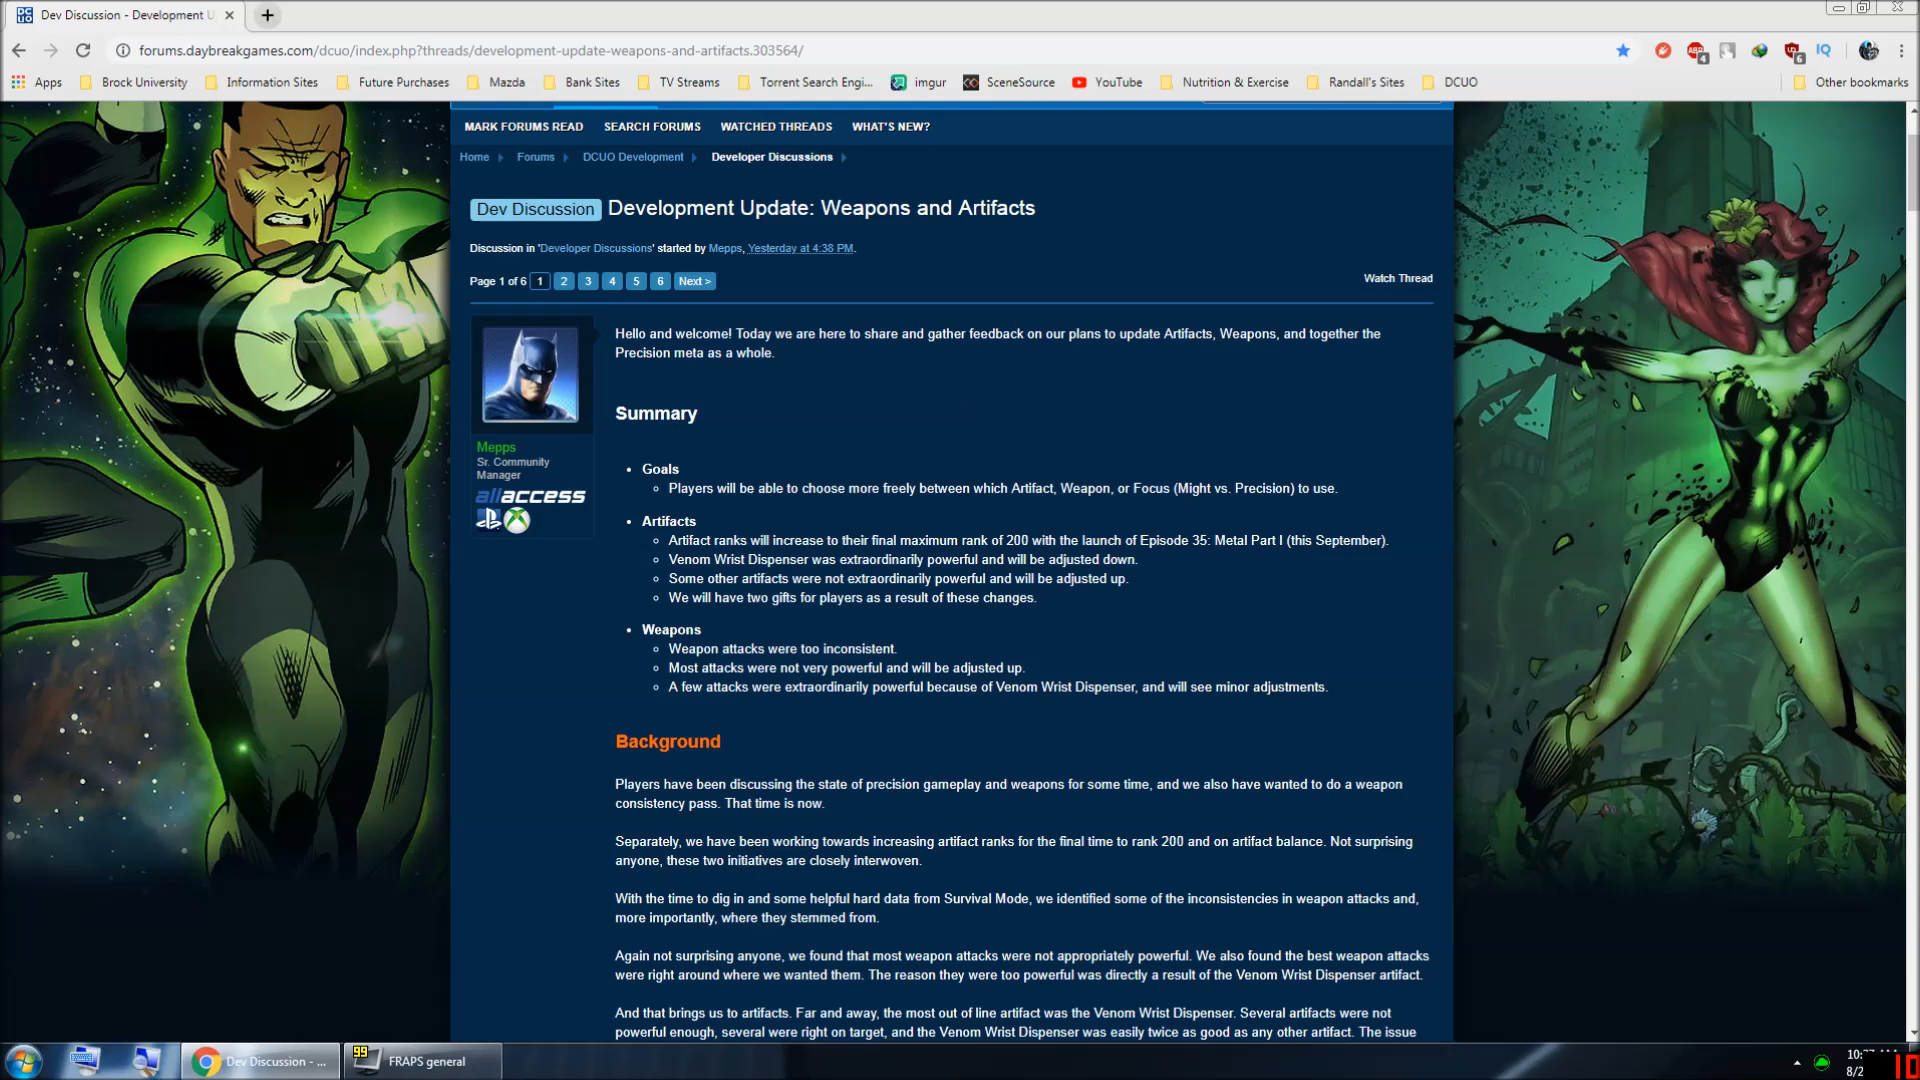 Dev Discussion - Development U
forums.daybreakgames.com/dcuo/index.php?threads/development-update-weapons-and-artifacts.303564/
4
6
IQ
Apps
Brock University
Information Sites
Future Purchases
Mazda
Bank Sites
TV Streams
Torrent Search Engi...
imgur
SceneSource
YouTube
Nutrition & Exercise
Randall's Sites
DCUO
Other bookmarks
MARK FORUMS READ
SEARCH FORUMS
WATCHED THREADS
WHAT'S NEW?
Home
Forums
DCUO Development
Developer Discussions
Dev Discussion Development Update: Weapons and Artifacts
Discussion in 'Developer Discussions' started by Mepps, Yesterday at 4:38 PM.
Page 1 of 6 1 2 3 4 5 6 Next >
Watch Thread
Mepps
Sr. Community
Manager
allaccess
Hello and welcome! Today we are here to share and gather feedback on our plans to update Artifacts, Weapons, and together the
Precision meta as a whole.
Summary
Goals
Players will be able to choose more freely between which Artifact, Weapon, or Focus (Might vs. Precision) to use.
Artifacts
Artifact ranks will increase to their final maximum rank of 200 with the launch of Episode 35: Metal Part I (this September).
Venom Wrist Dispenser was extraordinarily powerful and will be adjusted down.
Some other artifacts were not extraordinarily powerful and will be adjusted up.
We will have two gifts for players as a result of these changes.
Weapons
Weapon attacks were too inconsistent.
Most attacks were not very powerful and will be adjusted up.
A few attacks were extraordinarily powerful because of Venom Wrist Dispenser, and will see minor adjustments.
Background
Players have been discussing the state of precision gameplay and weapons for some time, and we also have wanted to do a weapon
consistency pass. That time is now.
Separately, we have been working towards increasing artifact ranks for the final time to rank 200 and on artifact balance. Not surprising
anyone, these two initiatives are closely interwoven.
With the time to dig in and some helpful hard data from Survival Mode, we identified some of the inconsistencies in weapon attacks and,
more importantly, where they stemmed from.
Again not surprising anyone, we found that most weapon attacks were not appropriately powerful. We also found the best weapon attacks
were right around where we wanted them. The reason they were too powerful was directly a result of the Venom Wrist Dispenser artifact.
And that brings us to artifacts. Far and away, the most out of line artifact was the Venom Wrist Dispenser. Several artifacts were not
powerful enough, several were right on target, and the Venom Wrist Dispenser was easily twice as good as any other artifact. The issue
Dev Discussion - ...
99
FRAPS general
8/2
10